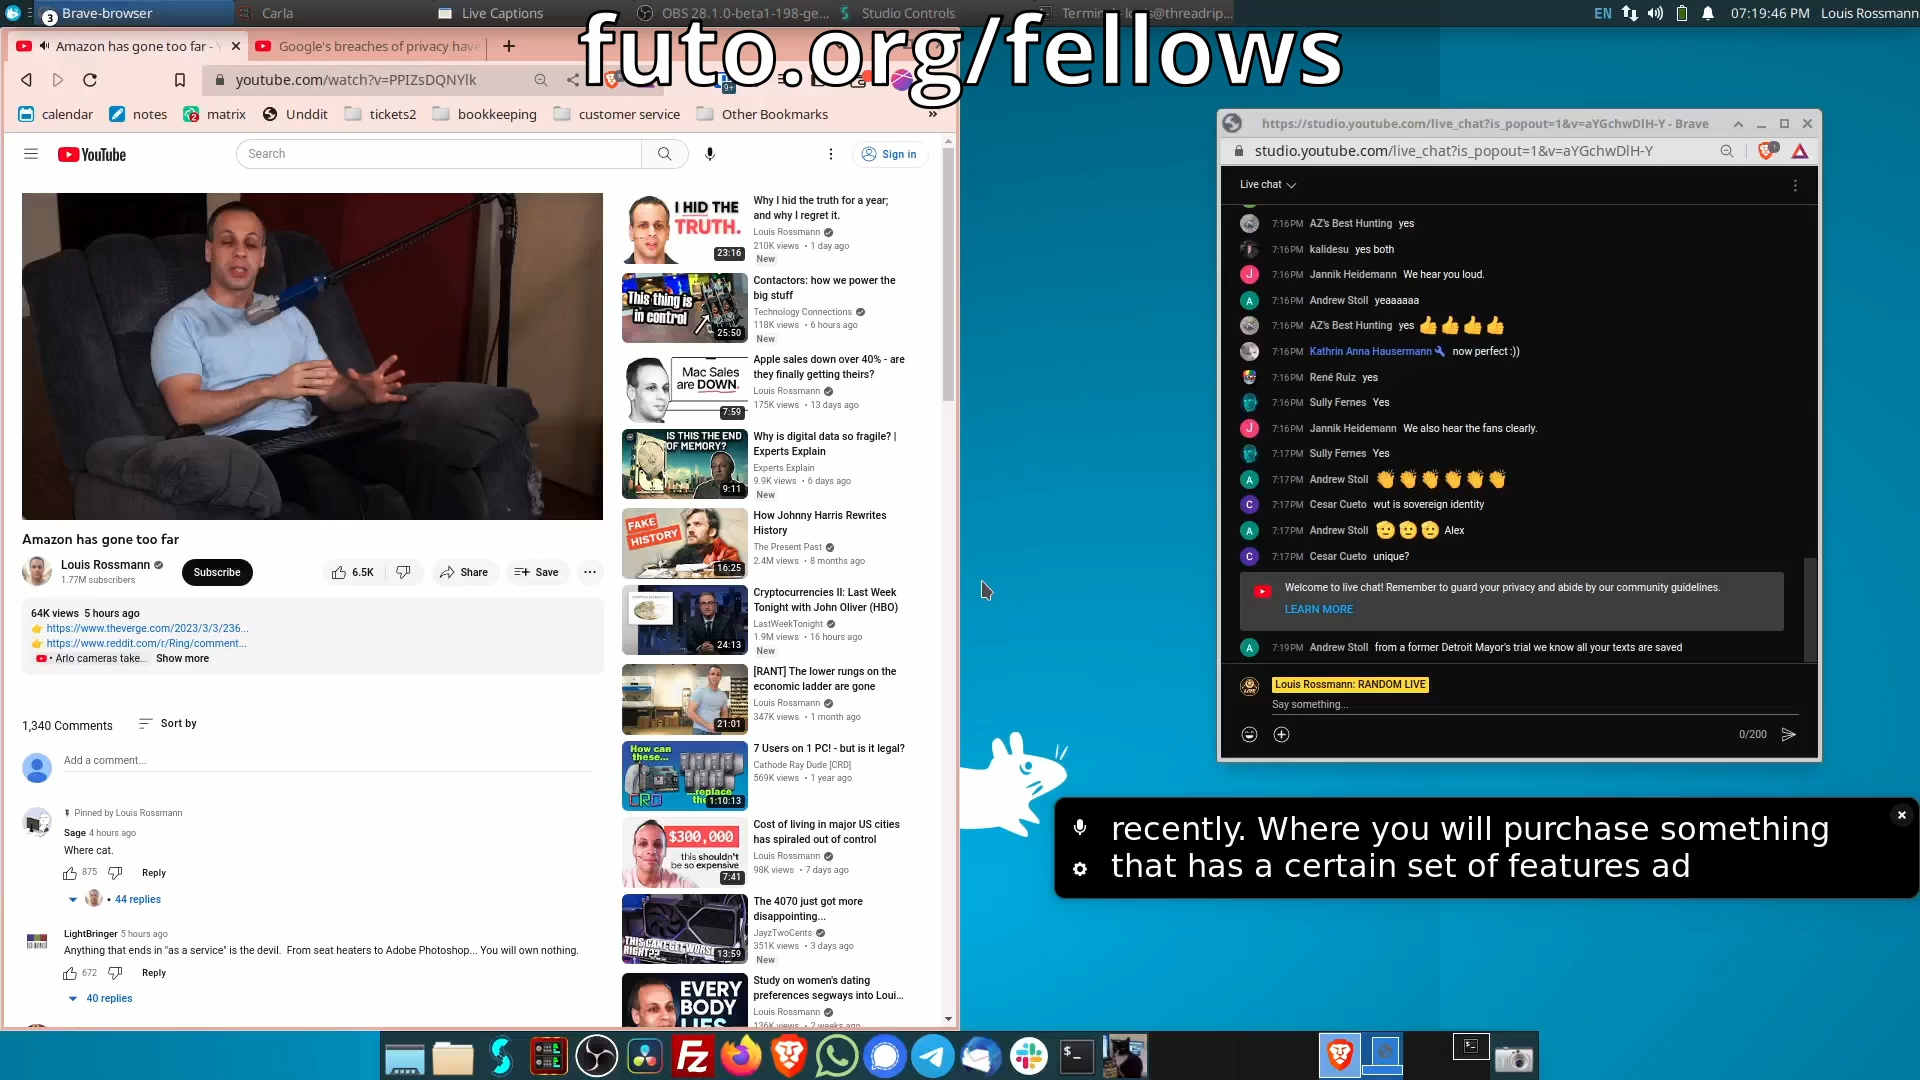 3
Brave-browser
Carla
Live Captions
OBS 28.1.0-beta1-198-ge...
Studio Controls
EN
07:19:46 PM
Louis Rossmann
futo.org/fellows
Amazon has gone too far -
Google's breaches of privacy have
youtube.com/watch?v=PPIZsDQNYlk
9+
calendar
notes
matrix
Unddit
tickets2
bookkeeping
customer service
Other Bookmarks
»
YouTube
Search
Sign in
Amazon has gone too far
Louis Rossmann
1.77M subscribers
Subscribe
6.5K
Share
Save
64K views 5 hours ago
https://www.theverge.com/2023/3/3/236...
https://www.reddit.com/r/Ring/comment...
• Arlo cameras take...
Show more
1,340 Comments
Sort by
Add a comment...
Pinned by Louis Rossmann
Sage 4 hours ago
Where cat.
875
Reply
44 replies
LightBringer 5 hours ago
Anything that ends in "as a service" is the devil. From seat heaters to Adobe Photoshop... You will own nothing.
672
Reply
40 replies
I HID THE
TRUTH.
23:16
Why I hid the truth for a year;
and why I regret it.
Louis Rossmann
210K views • 1 day ago
New
This thing is
in control
25:50
Contactors: how we power the
big stuff
Technology Connections
118K views • 6 hours ago
New
Mac Sales
are DOWN.
7:59
Apple sales down over 40% - are
they finally getting theirs?
Louis Rossmann
175K views • 13 days ago
IS THIS THE END
OF MEMORY?
9:11
Why is digital data so fragile? |
Experts Explain
Experts Explain
9.9K views • 6 days ago
New
FAKE
HISTORY
16:25
How Johnny Harris Rewrites
History
The Present Past
2.4M views • 8 months ago
24:13
Cryptocurrencies II: Last Week
Tonight with John Oliver (HBO)
LastWeekTonight
1.9M views • 16 hours ago
New
21:01
[RANT] The lower rungs on the
economic ladder are gone
Louis Rossmann
347K views • 1 month ago
How can
these...
...replace
CRD
1:10:13
7 Users on 1 PC! - but is it legal?
Cathode Ray Dude [CRD]
569K views • 1 year ago
$300,000
this shouldn't
be so expensive
7:41
Cost of living in major US cities
has spiraled out of control
Louis Rossmann
98K views • 7 days ago
THIS CAN'T GET WORSE
RIGHT??
13:59
The 4070 just got more
disappointing...
JayzTwoCents
351K views • 3 days ago
New
EVERY
BODY
LIES
Study on women's dating
preferences segways into Loui...
Louis Rossmann
136K views • 2 weeks ago
https://studio.youtube.com/live_chat?is_popout=1&v=aYGchwDlH-Y - Brave
studio.youtube.com/live_chat?is_popout=1&v=aYGchwDlH-Y
Live chat
7:16PM AZ's Best Hunting yes
7:16PM kalidesu yes both
J 7:16PM Jannik Heidemann We hear you loud.
A 7:16PM Andrew Stoll yeaaaaaa
7:16PM AZ's Best Hunting yes 👍👍👍👍
7:16PM Kathrin Anna Hausermann now perfect :))
7:16PM René Ruiz yes
7:16PM Sully Fernes Yes
J 7:16PM Jannik Heidemann We also hear the fans clearly.
7:17PM Sully Fernes Yes
A 7:17PM Andrew Stoll 👏👏👏👏👏👏
C 7:17PM Cesar Cueto wut is sovereign identity
A 7:17PM Andrew Stoll 🫡🫡🫡 Alex
C 7:17PM Cesar Cueto unique?
Welcome to live chat! Remember to guard your privacy and abide by our community guidelines.
LEARN MORE
A 7:19PM Andrew Stoll from a former Detroit Mayor's trial we know all your texts are saved
Louis Rossmann: RANDOM LIVE
Say something...
0/200
recently. Where you will purchase something
that has a certain set of features ad